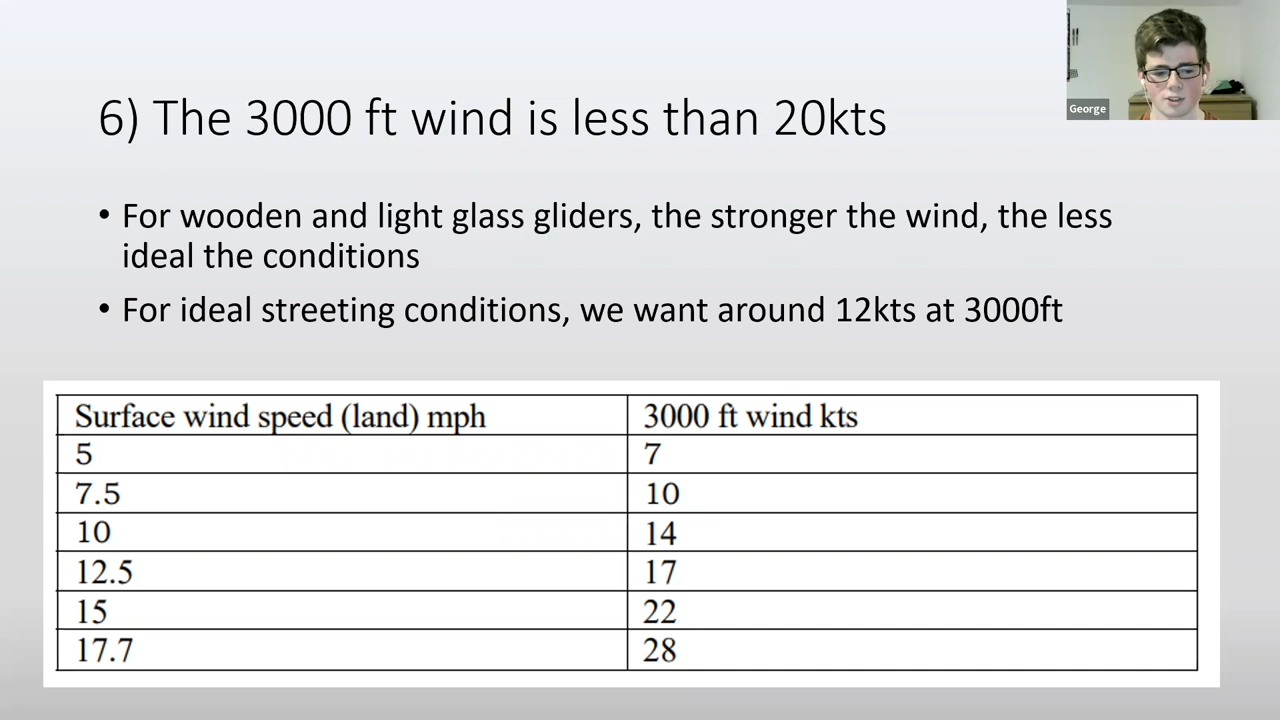 George
6) The 3000 ft wind is less than 20kts
• For wooden and light glass gliders, the stronger the wind, the less
ideal the conditions
• For ideal streeting conditions, we want around 12kts at 3000ft
Surface wind speed (land) mph 3000 ft wind kts
5 7
7.5 10
10 14
12.5 17
15 22
17.7 28